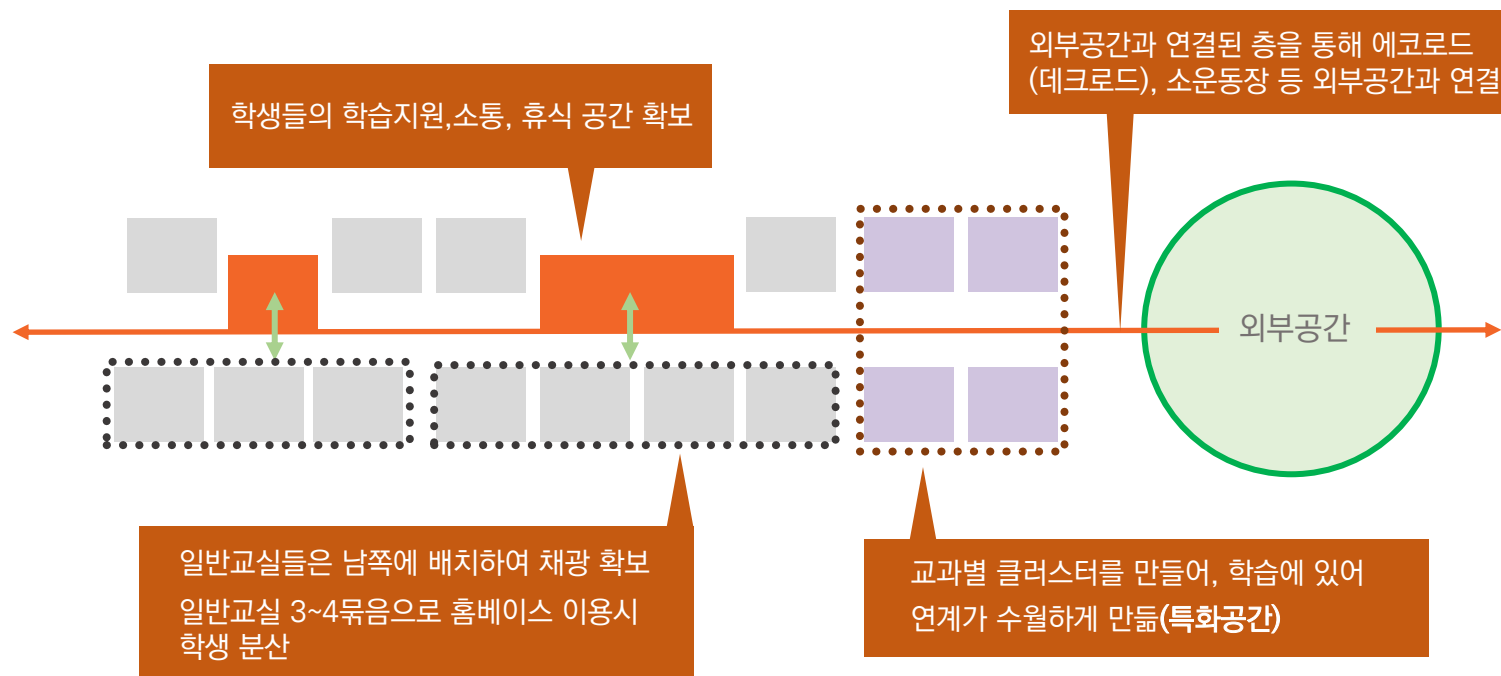 외부공간과 연결된 층을 통해 에코로드
(데크로드), 소운동장 등 외부공간과 연결
학생들의 학습지원,소통, 휴식 공간 확보
외부공간
일반교실들은 남쪽에 배치하여 채광 확보
일반교실 3~4묶음으로 홈베이스 이용시
학생 분산
교과별 클러스터를 만들어, 학습에 있어
연계가 수월하게 만듦(특화공간)